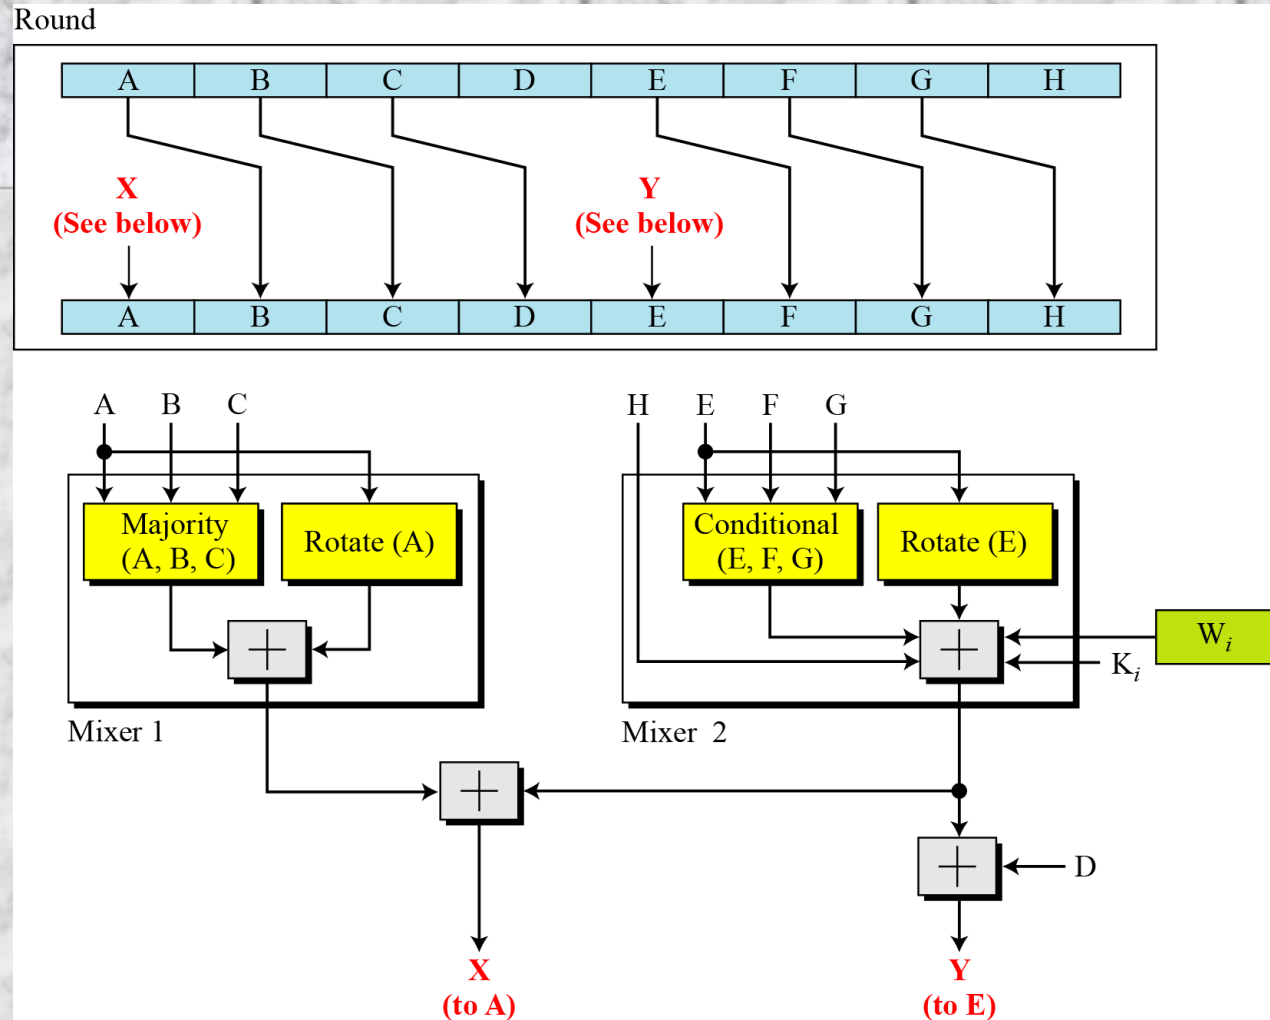 Round
A B C D E F G H
X Y
(See below) (See below)
A B C D E F G H
A B C H E F G
Majority
(A, B, C)
Rotate (A)
Conditional
(E, F, G)
Rotate (E)
+ + W𝑖
K𝑖
Mixer 1 Mixer 2
+
+ D
X Y
(to A) (to E)